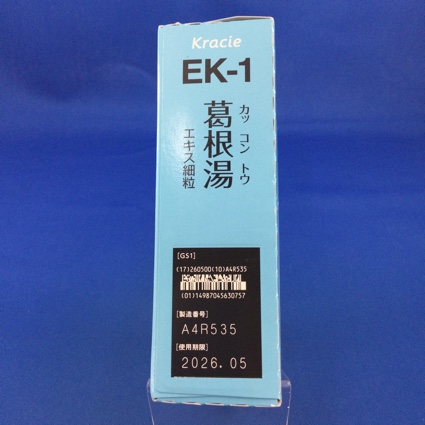 Kracie
EK-1
葛根湯
カッ コン トウ
エキス細粒
[GS1]
(17)260500(10)A4R535
(01)14987045630757
[製造番号]
A4R535
[使用期限]
2026.05